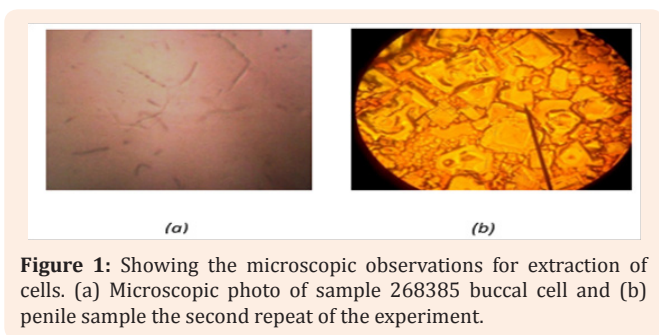 (a) (b)
Figure 1: Showing the microscopic observations for extraction of
cells. (a) Microscopic photo of sample 268385 buccal cell and (b)
penile sample the second repeat of the experiment.